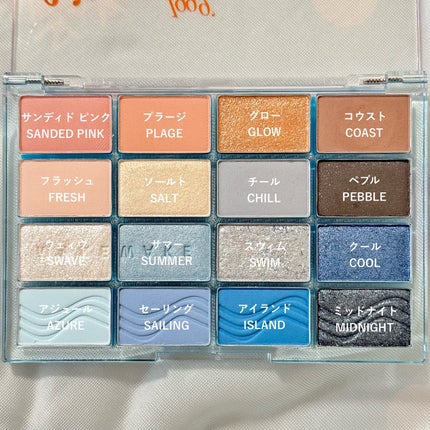 サンディド ピンク
SANDED PINK
プラージ
PLAGE
グロー
GLOW
コウスト
COAST
フラッシュ
FRESH
ソールト
SALT
チール
CHILL
ペブル
PEBBLE
ウェイヴ
SWAVE
サマー
SUMMER
スウィム
SWIM
クール
COOL
アジュール
AZURE
セーリング
SAILING
アイランド
ISLAND
ミッドナイト
MIDNIGHT